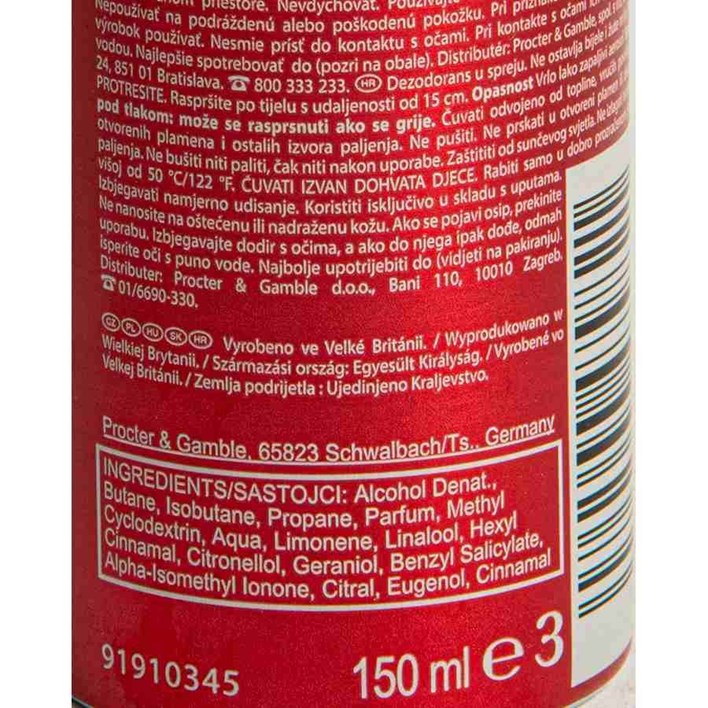 priestore. Nevdychovať.
Nepoužívať na podráždenú alebo poškodenú pokožku. Pri
výrobok používať. Nesmie prísť do kontaktu s očami. Pri kontakte s očami ich
vodou. Najlepšie spotrebovať do (pozri na obale). Distributér: Procter & Gamble, spol.
24, 851 01 Bratislava. ☎ 800 333 233. HR Dezodorans u spreju. Ne ostavlja bijele i žute
PROTRESITE. Raspršite po tijelu s udaljenosti od 15 cm. Opasnost Vrlo lako zapaljivi
pod tlakom: može se rasprsnuti ako se grije. Čuvati odvojeno od topline, vrućih
otvorenih plamena i ostalih izvora paljenja. Ne pušiti. Ne prskati u otvoreni plamen
paljenja. Ne bušiti niti paliti, čak niti nakon uporabe. Zaštititi od sunčevog svjetla. Ne
višoj od 50 °C/122 °F. ČUVATI IZVAN DOHVATA DJECE. Rabiti samo u dobro
Izbjegavati namjerno udisanje. Koristiti isključivo u skladu s uputama.
Ne nanosite na oštećenu ili nadraženu kožu. Ako se pojavi osip, prekinite
uporabu. Izbjegavajte dodir s očima, a ako do njega ipak dođe, odmah
isperite oči s puno vode. Najbolje upotrijebiti do (vidjeti na pakiranju).
Distributer: Procter & Gamble d.o.o., Bani 110, 10010 Zagreb.
☎ 01/6690-330.
CZ PL HU SK HR Vyrobeno ve Velké Británii. / Wyprodukowano w
Wielkiej Brytanii. / Származási ország: Egyesült Királyság. / Vyrobené vo
Veľkej Británii. / Zemlja podrijetla : Ujedinjeno Kraljevstvo.
Procter & Gamble, 65823 Schwalbach/Ts., Germany
INGREDIENTS/SASTOJCI: Alcohol Denat.,
Butane, Isobutane, Propane, Parfum, Methyl
Cyclodextrin, Aqua, Limonene, Linalool, Hexyl
Cinnamal, Citronellol, Geraniol, Benzyl Salicylate,
Alpha-Isomethyl Ionone, Citral, Eugenol, Cinnamal
91910345 150 ml e 3